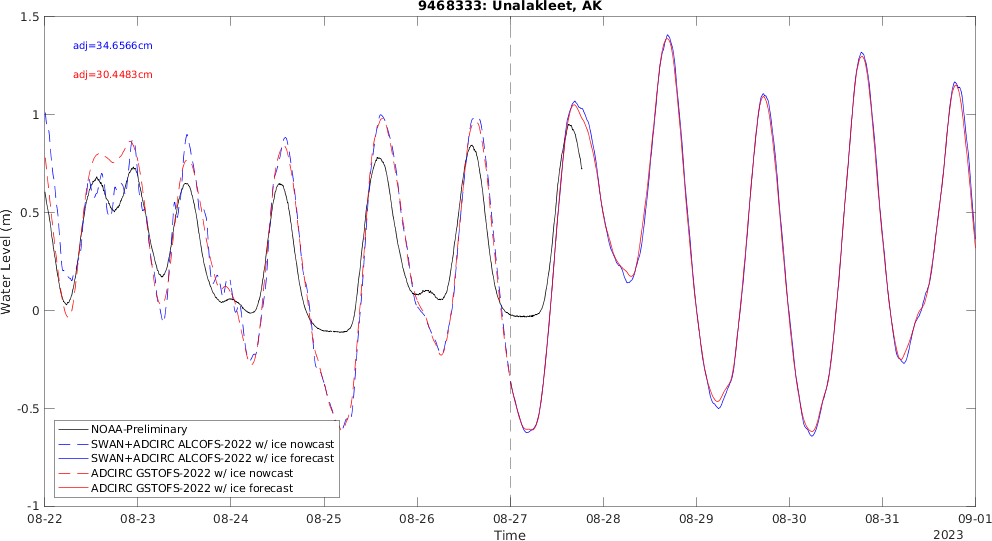 9468333: Unalakleet, AK
adj=34.6566cm
adj=30.4483cm
1.5
1
0.5
0
-0.5
-1
Water Level (m)
NOAA-Preliminary
SWAN+ADCIRC ALCOFS-2022 w/ ice nowcast
SWAN+ADCIRC ALCOFS-2022 w/ ice forecast
ADCIRC GSTOFS-2022 w/ ice nowcast
ADCIRC GSTOFS-2022 w/ ice forecast
08-22 08-23 08-24 08-25 08-26 08-27 08-28 08-29 08-30 08-31 09-01
Time
2023